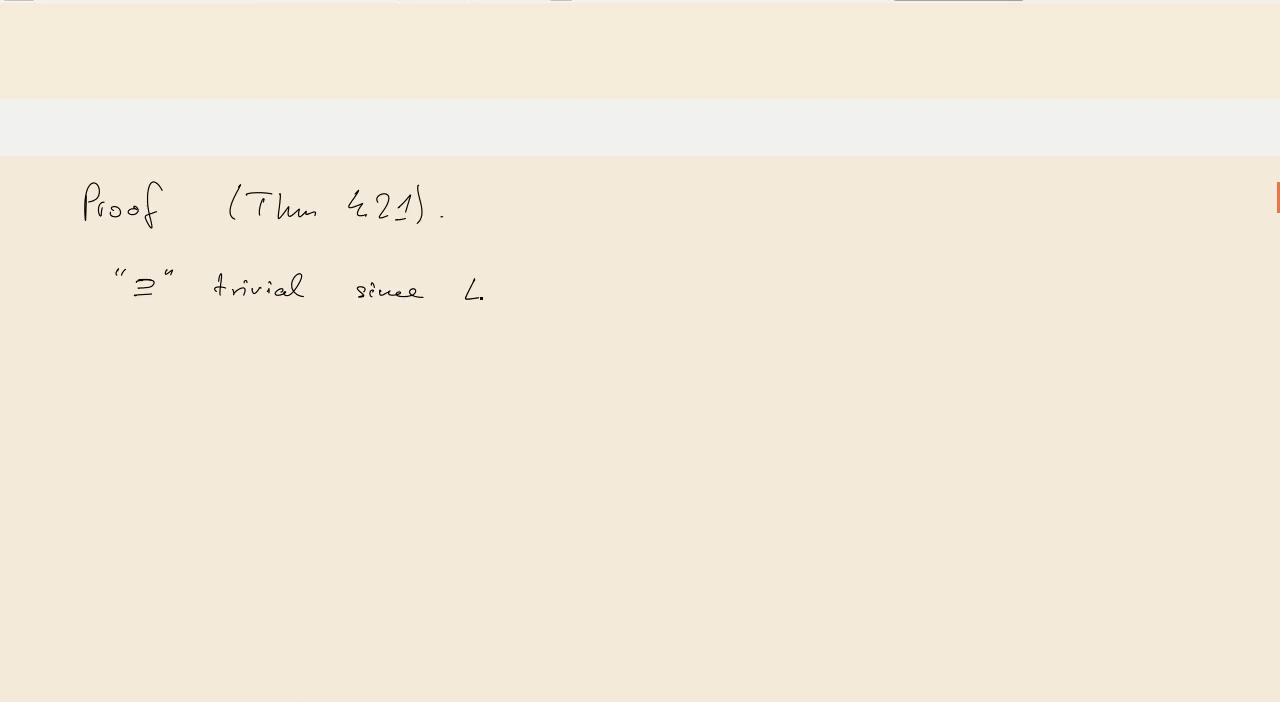 Proof (Thm 4.21).
"⊇" trivial since L.